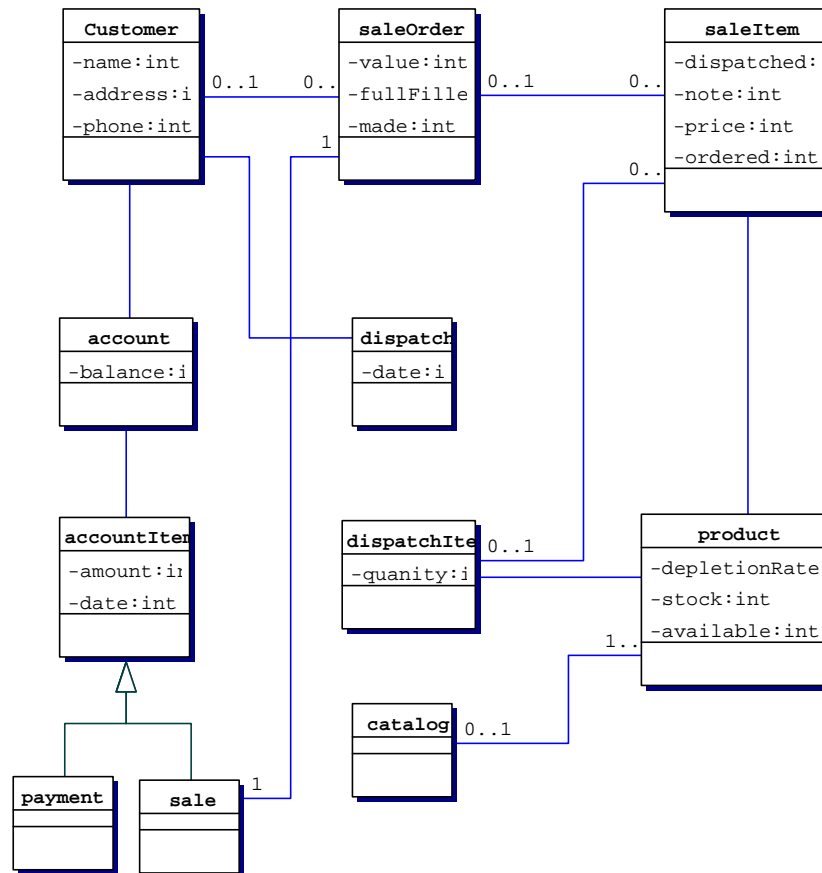 Customer
-name:int
-address:i
-phone:int
0..1
0..
saleOrder
-value:int
-fullFille
-made:int
1
0..1
0..
saleItem
-dispatched:
-note:int
-price:int
-ordered:int
0..
account
-balance:i
dispatch
-date:i
accountItem
-amount:in
-date:int
dispatchIte
-quanity:i
0..1
product
-depletionRate
-stock:int
-available:int
1..
catalog
0..1
payment
sale
1